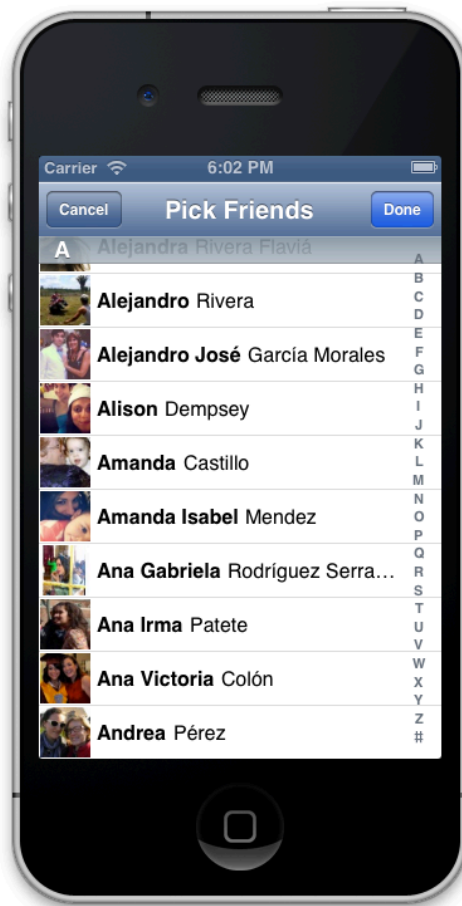 Carrier 6:02 PM
Cancel Pick Friends Done
A Alejandra Rivera Flaviá
Alejandro Rivera
Alejandro José García Morales
Alison Dempsey
Amanda Castillo
Amanda Isabel Mendez
Ana Gabriela Rodríguez Serra...
Ana Irma Patete
Ana Victoria Colón
Andrea Pérez
A
B
C
D
E
F
G
H
I
J
K
L
M
N
O
P
Q
R
S
T
U
V
W
X
Y
Z
#